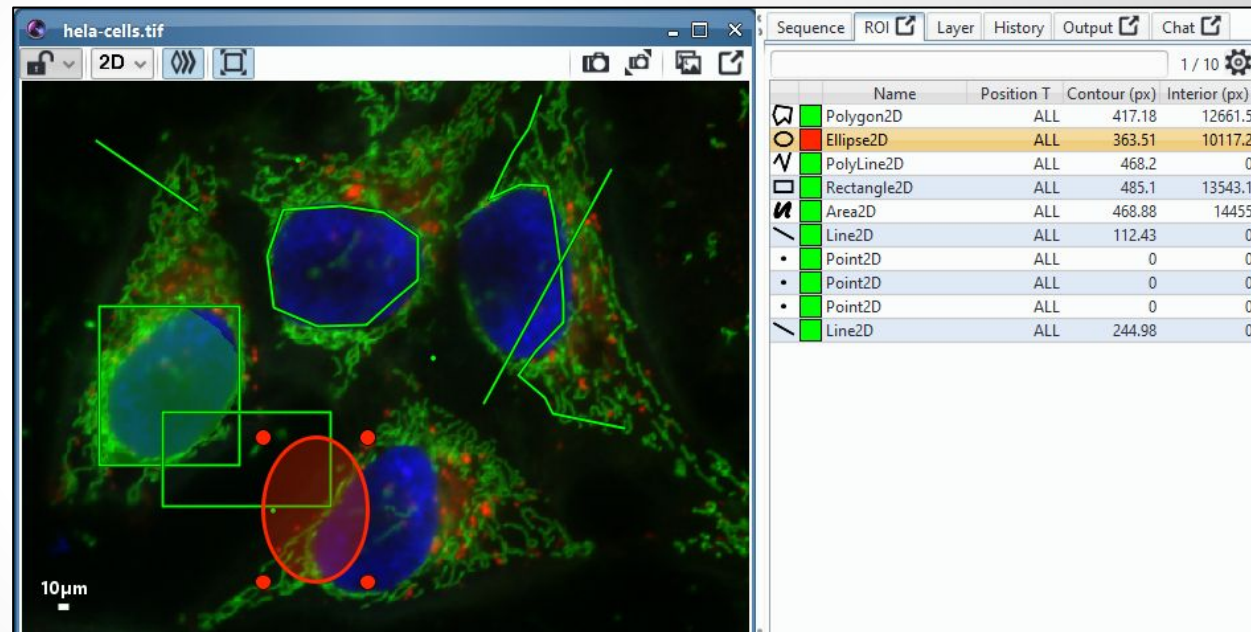 hela-cells.tif
2D
10µm
Sequence ROI Layer History Output Chat
1 / 10
Name Position T Contour (px) Interior (px)
Polygon2D ALL 417.18 12661.5
Ellipse2D ALL 363.51 10117.2
PolyLine2D ALL 468.2 0
Rectangle2D ALL 485.1 13543.1
Area2D ALL 468.88 14455
Line2D ALL 112.43 0
Point2D ALL 0 0
Point2D ALL 0 0
Point2D ALL 0 0
Line2D ALL 244.98 0